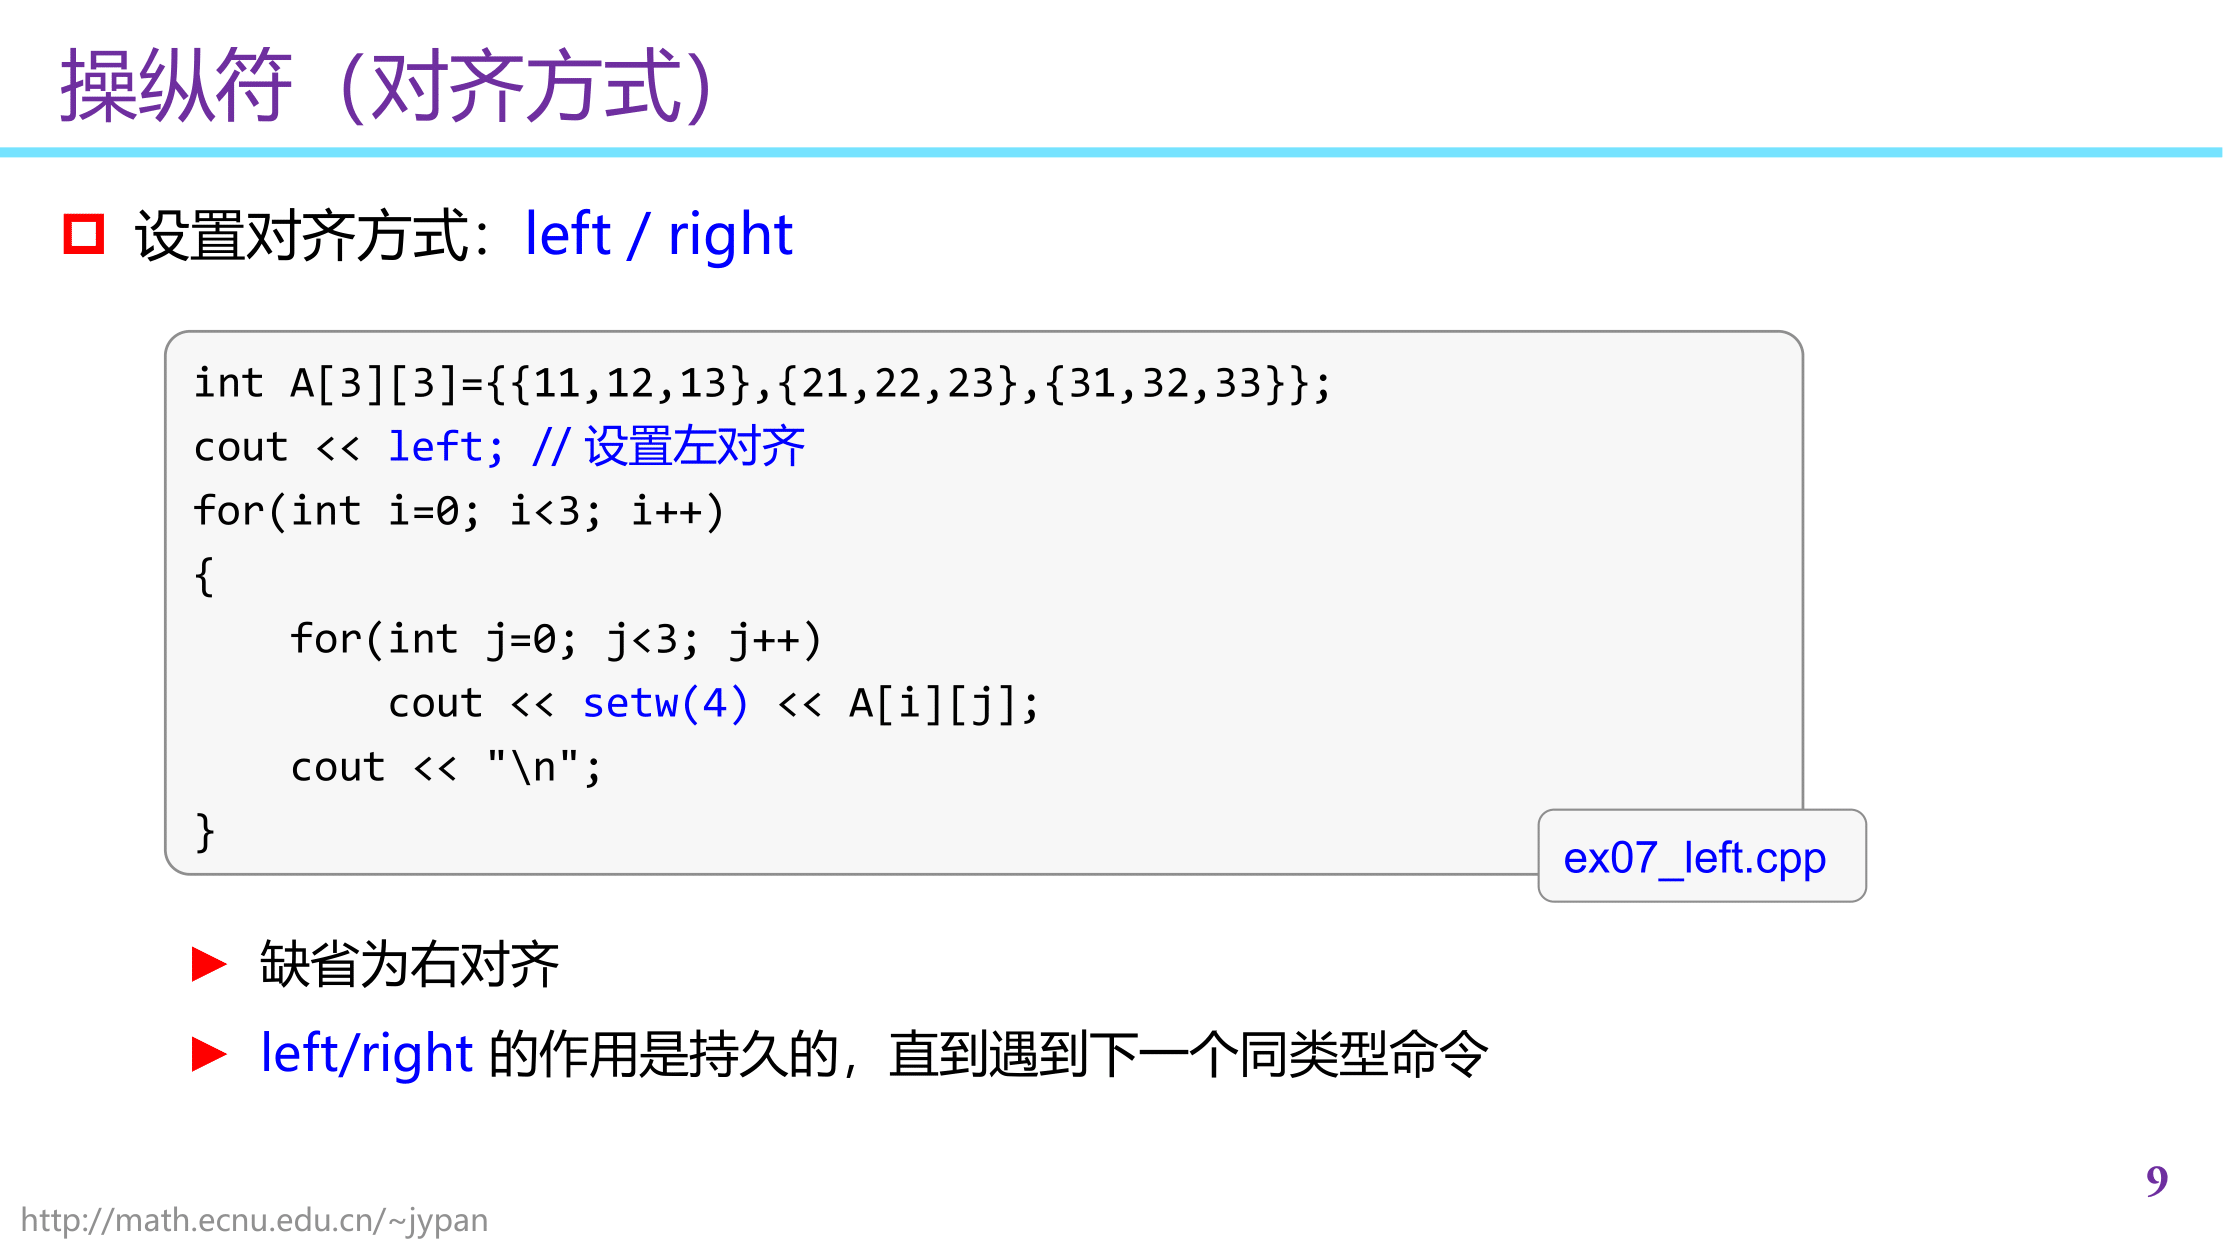 操纵符（对齐方式）
设置对齐方式：left / right
int A[3][3]={{11,12,13},{21,22,23},{31,32,33}};
cout << left; // 设置左对齐
for(int i=0; i<3; i++)
{
    for(int j=0; j<3; j++)
        cout << setw(4) << A[i][j];
    cout << "\n";
}
ex07_left.cpp
缺省为右对齐
left/right 的作用是持久的，直到遇到下一个同类型命令
9
http://math.ecnu.edu.cn/~jypan